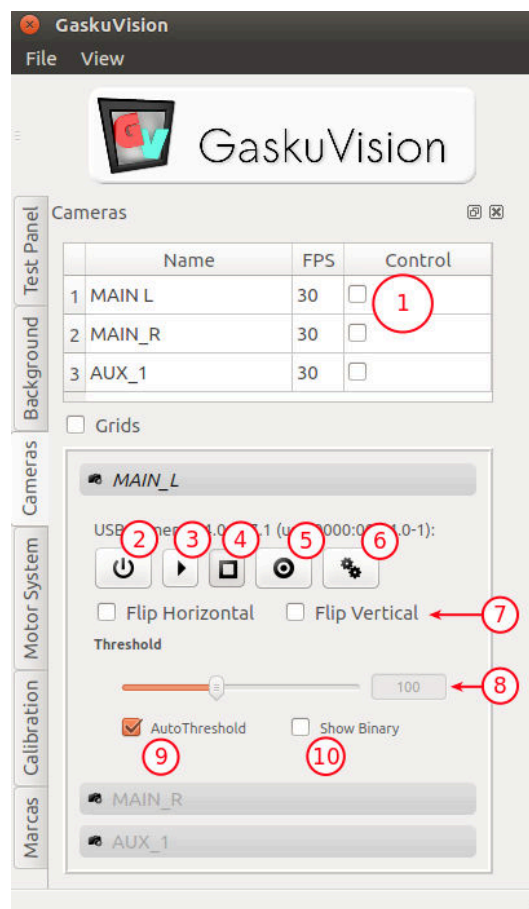 GaskuVision
File View
GV GaskuVision
Cameras
Name FPS Control
1 MAIN L 30 1
2 MAIN_R 30
3 AUX_1 30
Grids
MAIN_L
2 3 4 5 6
Flip Horizontal Flip Vertical 7
Threshold
100 8
AutoThreshold Show Binary
9 10
MAIN_R
AUX_1
Test Panel
Background
Cameras
Motor System
Calibration
Marcas